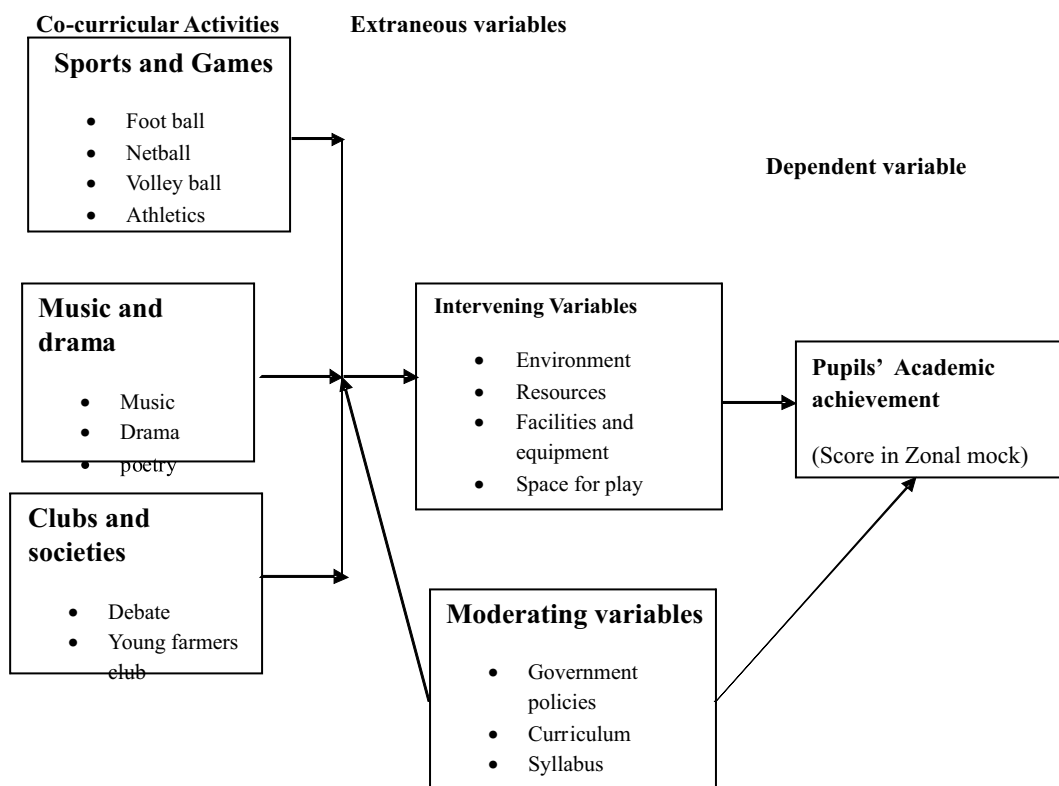 Co-curricular Activities
Extraneous variables
Sports and Games
• Foot ball
• Netball
• Volley ball
• Athletics
Dependent variable
Music and
drama
• Music
• Drama
• poetry
Intervening Variables
• Environment
• Resources
• Facilities and
equipment
• Space for play
Pupils’ Academic
achievement
(Score in Zonal mock)
Clubs and
societies
• Debate
• Young farmers
club
Moderating variables
• Government
policies
• Curriculum
• Syllabus